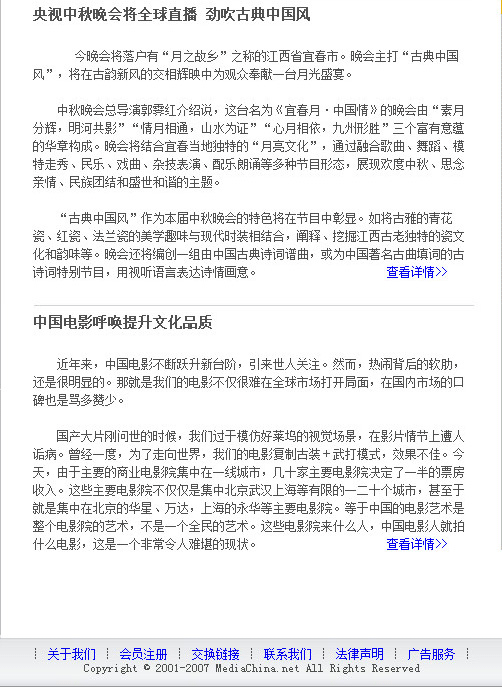 央视中秋晚会将全球直播 劲吹古典中国风
今晚会将落户有“月之故乡”之称的江西省宜春市。晚会主打“古典中国
风”，将在古韵新风的交相辉映中为观众奉献一台月光盛宴。
中秋晚会总导演郭霁红介绍说，这台名为《宜春月·中国情》的晚会由“素月
分辉，明河共影”“情月相通，山水为证”“心月相依，九州形胜”三个富有意蕴
的华章构成。晚会将结合宜春当地独特的“月亮文化”，通过融合歌曲、舞蹈、模
特走秀、民乐、戏曲、杂技表演、配乐朗诵等多种节目形态，展现欢度中秋、思念
亲情、民族团结和盛世和谐的主题。
“古典中国风”作为本届中秋晚会的特色将在节目中彰显。如将古雅的青花
瓷、红瓷、法兰瓷的美学趣味与现代时装相结合，阐释、挖掘江西古老独特的瓷文
化和韵味等。晚会还将编创一组由中国古典诗词谱曲，或为中国著名古曲填词的古
诗词特别节目，用视听语言表达诗情画意。 查看详情>>
中国电影呼唤提升文化品质
近年来，中国电影不断跃升新台阶，引来世人关注。然而，热闹背后的软肋，
还是很明显的。那就是我们的电影不仅很难在全球市场打开局面，在国内市场的口
碑也是骂多赞少。
国产大片刚问世的时候，我们过于模仿好莱坞的视觉场景，在影片情节上遭人
诟病。曾经一度，为了走向世界，我们的电影复制古装＋武打模式，效果不佳。今
天，由于主要的商业电影院集中在一线城市，几十家主要电影院决定了一半的票房
收入。这些主要电影院不仅仅是集中北京武汉上海等有限的一二十个城市，甚至于
就是集中在北京的华星、万达，上海的永华等主要电影院。等于中国的电影艺术是
整个电影院的艺术，不是一个全民的艺术。这些电影院来什么人，中国电影人就拍
什么电影，这是一个非常令人难堪的现状。 查看详情>>
┊ 关于我们 ┊ 会员注册 ┊ 交换链接 ┊ 联系我们 ┊ 法律声明 ┊ 广告服务 ┊
Copyright © 2001-2007 MediaChina.net All Rights Reserved